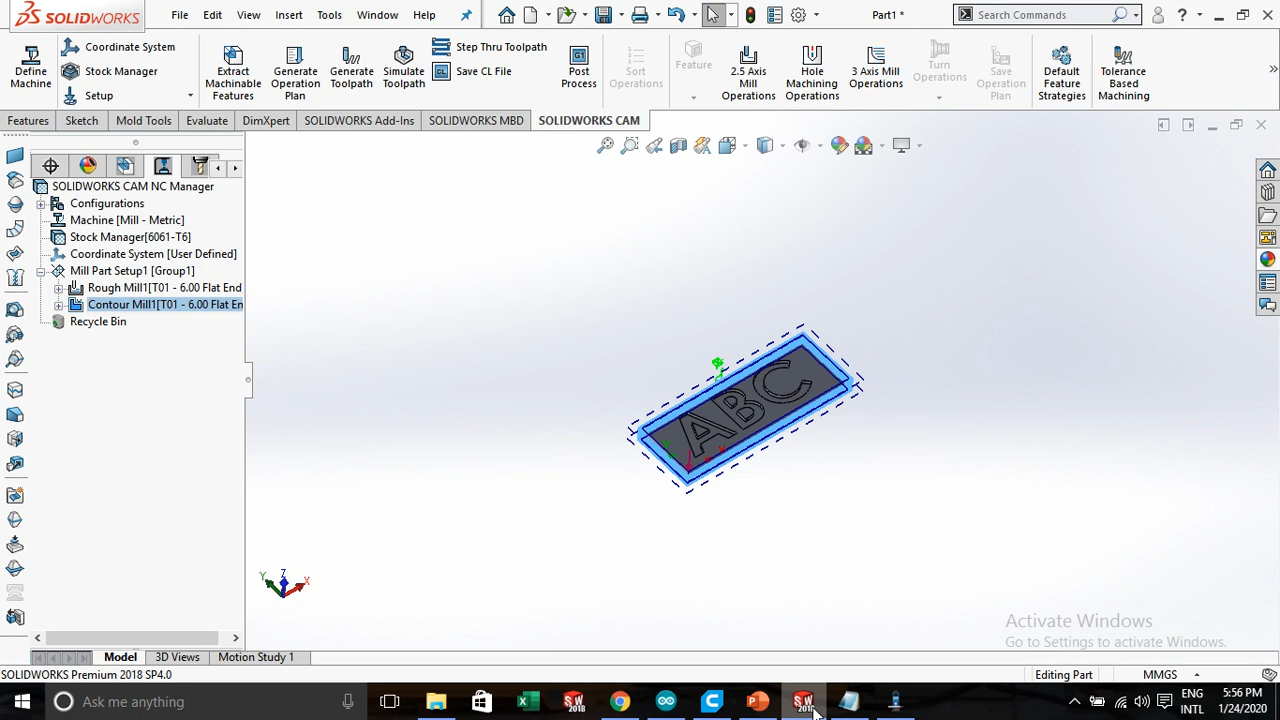 SOLIDWORKS File Edit View Insert Tools Window Help Part1 * Search Commands ?
Define Machine
Coordinate System
Stock Manager
Setup
Extract Machinable Features
Generate Operation Plan
Generate Toolpath
Simulate Toolpath
Step Thru Toolpath
Save CL File
Post Process
Sort Operations
Feature
2.5 Axis Mill Operations
Hole Machining Operations
3 Axis Mill Operations
Turn Operations
Save Operation Plan
Default Feature Strategies
Tolerance Based Machining
Features Sketch Mold Tools Evaluate DimXpert SOLIDWORKS Add-Ins SOLIDWORKS MBD SOLIDWORKS CAM
SOLIDWORKS CAM NC Manager
Configurations
Machine [Mill - Metric]
Stock Manager[6061-T6]
Coordinate System [User Defined]
Mill Part Setup1 [Group1]
Rough Mill1[T01 - 6.00 Flat End
Contour Mill1[T01 - 6.00 Flat En
Recycle Bin
ABC
Z
Y X
Activate Windows
Go to Settings to activate Windows.
Model 3D Views Motion Study 1
SOLIDWORKS Premium 2018 SP4.0 Editing Part MMGS
Ask me anything
ENG 5:56 PM
INTL 1/24/2020